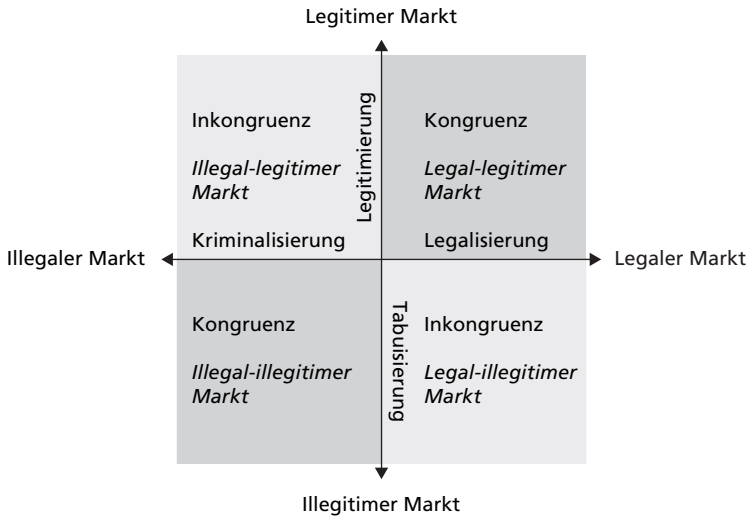 Legitimer Markt
Inkongruenz
Illegal-legitimer
Markt
Kriminalisierung
Legitimierung
Kongruenz
Legal-legitimer
Markt
Legalisierung
Illegaler Markt
Legaler Markt
Kongruenz
Illegal-illegitimer
Markt
Tabuisierung
Inkongruenz
Legal-illegitimer
Markt
Illegitimer Markt